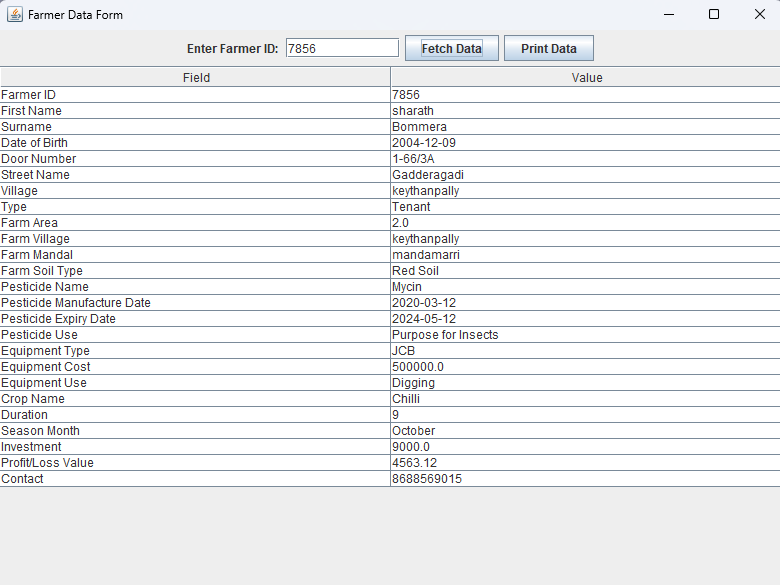 Farmer Data Form
Enter Farmer ID: 7856 Fetch Data Print Data
Field Value
Farmer ID 7856
First Name sharath
Surname Bommera
Date of Birth 2004-12-09
Door Number 1-66/3A
Street Name Gadderagadi
Village keythanpally
Type Tenant
Farm Area 2.0
Farm Village keythanpally
Farm Mandal mandamarri
Farm Soil Type Red Soil
Pesticide Name Mycin
Pesticide Manufacture Date 2020-03-12
Pesticide Expiry Date 2024-05-12
Pesticide Use Purpose for Insects
Equipment Type JCB
Equipment Cost 500000.0
Equipment Use Digging
Crop Name Chilli
Duration 9
Season Month October
Investment 9000.0
Profit/Loss Value 4563.12
Contact 8688569015